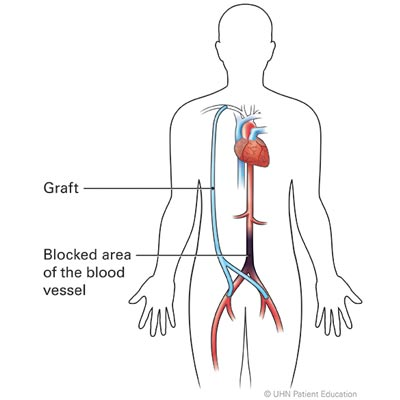 Graft
Blocked area
of the blood
vessel
© UHN Patient Education